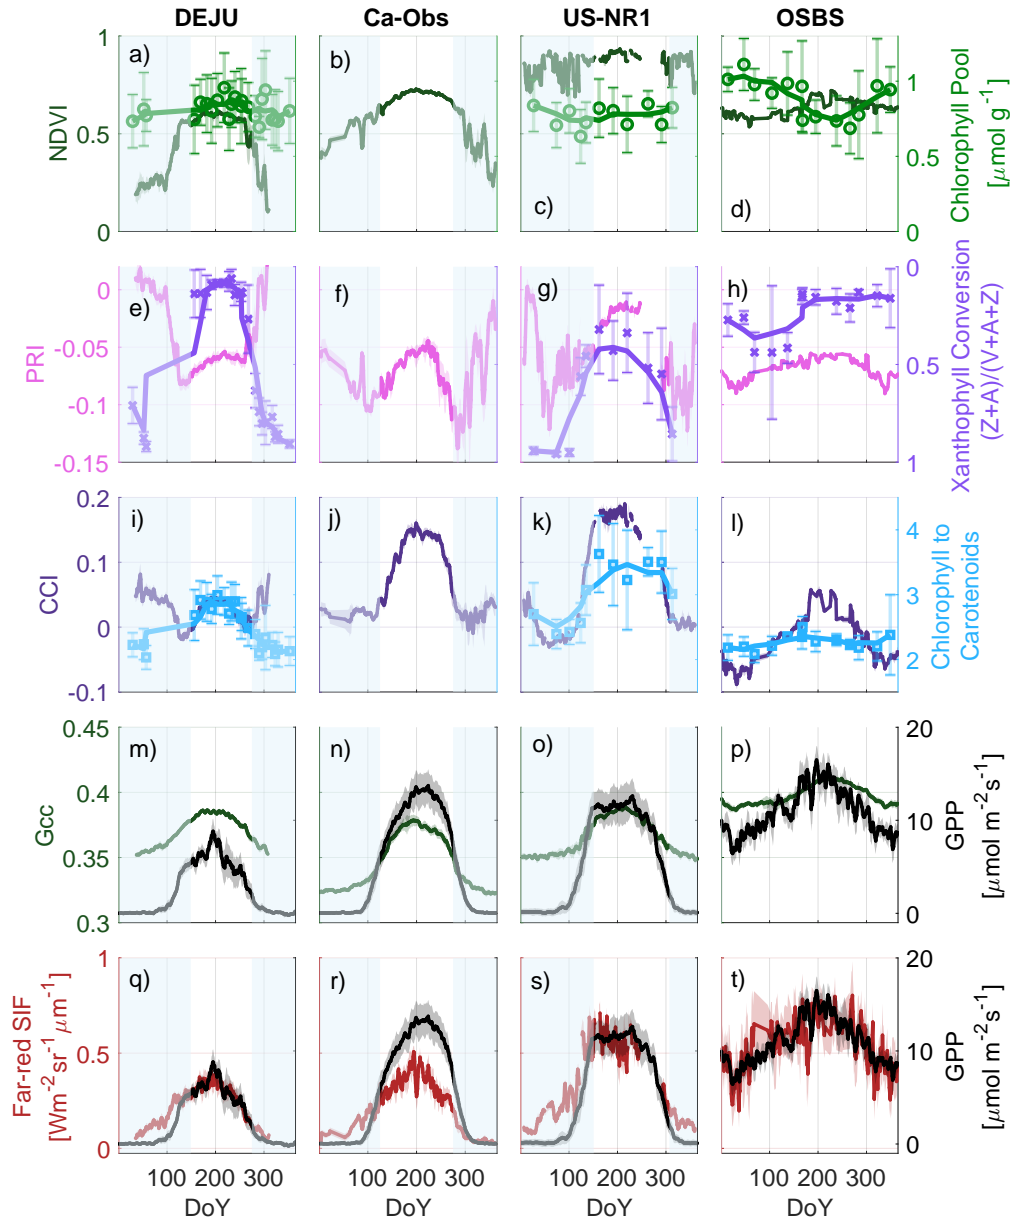 DEJU Ca-Obs US-NR1 OSBS
NDVI
1
0.5
0
a) b) c) d)
1
0.5
0
Chlorophyll Pool
[μmol g-1]
PRI
0
-0.05
-0.1
-0.15
e) f) g) h)
0
0.5
1
Xanthophyll Conversion
(Z+A)/(V+A+Z)
CCI
0.2
0.1
0
-0.1
i) j) k) l)
4
3
2
Chlorophyll to
Carotenoids
Gcc
0.45
0.4
0.35
0.3
m) n) o) p)
20
10
0
GPP
[μmol m-2s-1]
Far-red SIF
[Wm-2sr-1 μm-1]
1
0.5
0
q) r) s) t)
20
10
0
GPP
[μmol m-2s-1]
100 200 300 100 200 300 100 200 300 100 200 300
DoY DoY DoY DoY